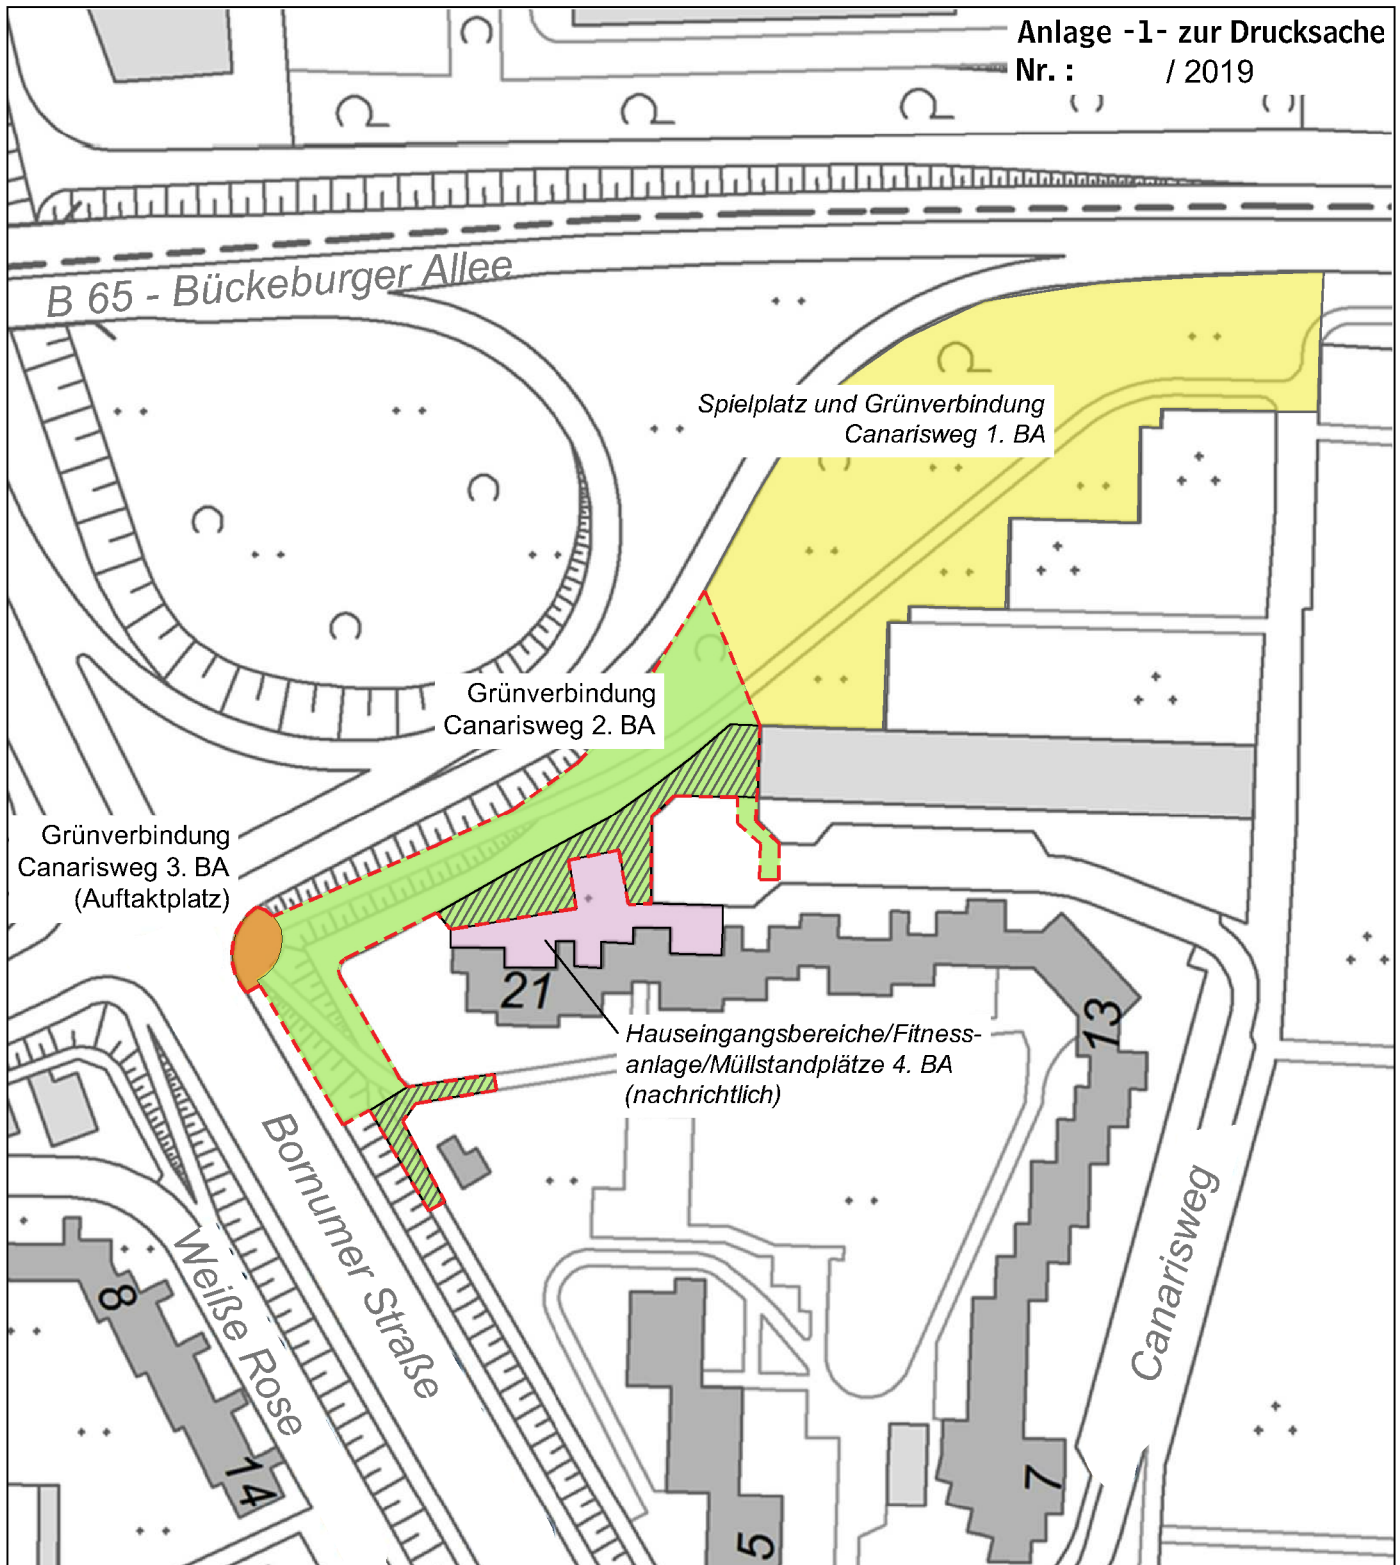 Anlage -1- zur Drucksache
Nr. : / 2019
B 65 - Bückeburger Allee
Spielplatz und Grünverbindung
Canarisweg 1. BA
Grünverbindung
Canarisweg 2. BA
Grünverbindung
Canarisweg 3. BA
(Auftaktplatz)
21
13
Hauseingangsbereiche/Fitness-
anlage/Müllstandplätze 4. BA
(nachrichtlich)
Bornumer Straße
Weiße Rose
Canarisweg
8
14
5
7